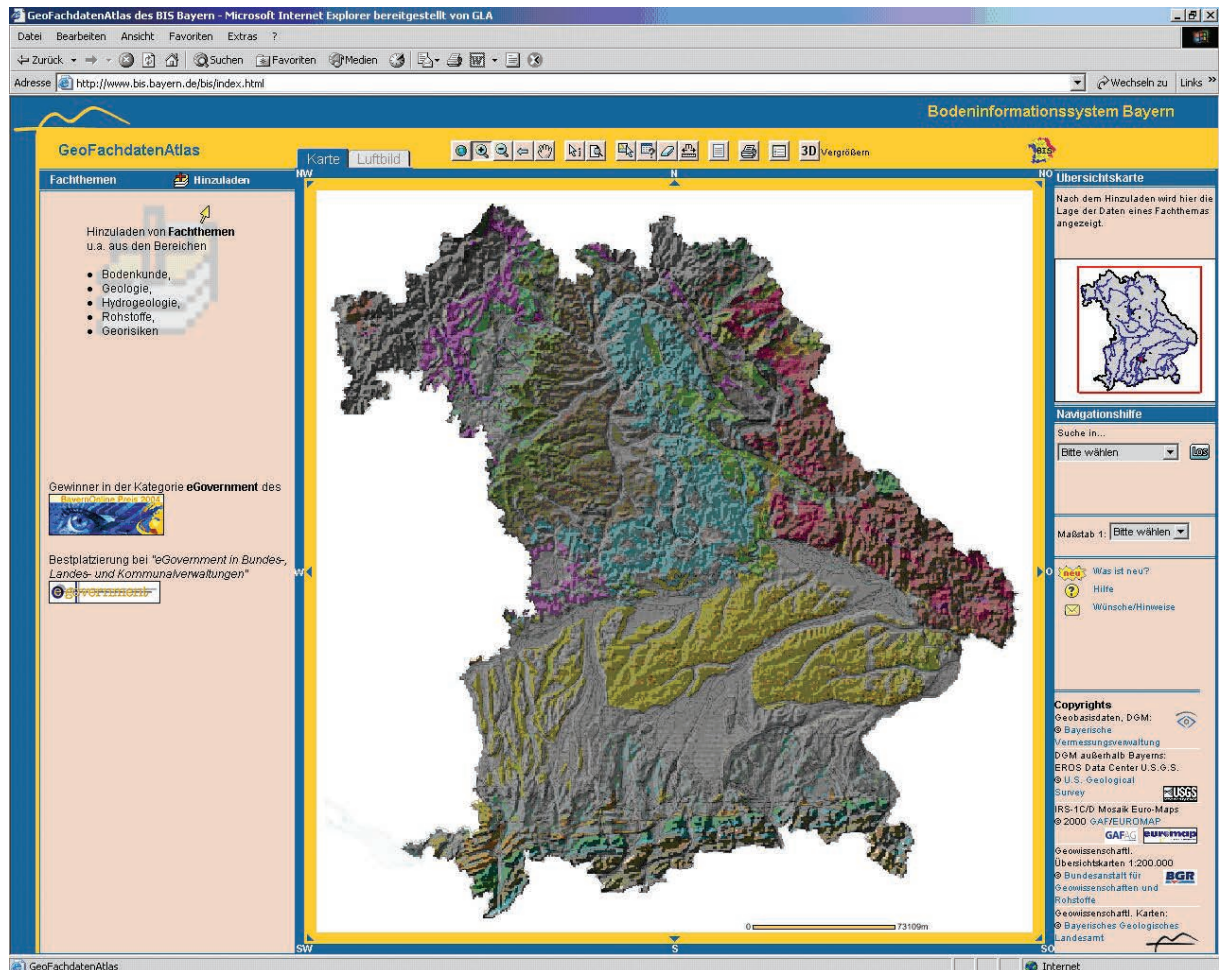 GeoFachdatenAtlas des BIS Bayern - Microsoft Internet Explorer bereitgestellt von GLA
Datei Bearbeiten Ansicht Favoriten Extras ?
Zurück Suchen Favoriten Medien
Adresse http://www.bis.bayern.de/bis/index.html Wechseln zu Links »
Bodeninformationssystem Bayern
GeoFachdatenAtlas
Karte Luftbild
3D Vergrößern
BIS
Fachthemen Hinzuladen
NW N NO
Hinzuladen von Fachthemen
u.a. aus den Bereichen
• Bodenkunde,
• Geologie,
• Hydrogeologie,
• Rohstoffe,
• Georisiken
Gewinner in der Kategorie eGovernment des
BayernOnline Preis 2004
Bestplatzierung bei "eGovernment in Bundes-,
Landes- und Kommunalverwaltungen"
e government
W O
0 73109m
SW S SO
Übersichtskarte
Nach dem Hinzuladen wird hier die
Lage der Daten eines Fachthemas
angezeigt.
Navigationshilfe
Suche in...
Bitte wählen Los
Maßstab 1: Bitte wählen
neu Was ist neu?
? Hilfe
Wünsche/Hinweise
Copyrights
Geobasisdaten, DGM:
© Bayerische
Vermessungsverwaltung
DGM außerhalb Bayerns:
EROS Data Center U.S.G.S.
© U.S. Geological
Survey USGS
IRS-1C/D Mosaik Euro-Maps
© 2000 GAF/EUROMAP
GAFAG euromap
Geowissenschaftl.
Übersichtskarten 1:200.000
© Bundesanstalt für
Geowissenschaften und
Rohstoffe
BGR
Geowissenschaftl. Karten:
© Bayerisches Geologisches
Landesamt
GeoFachdatenAtlas Internet